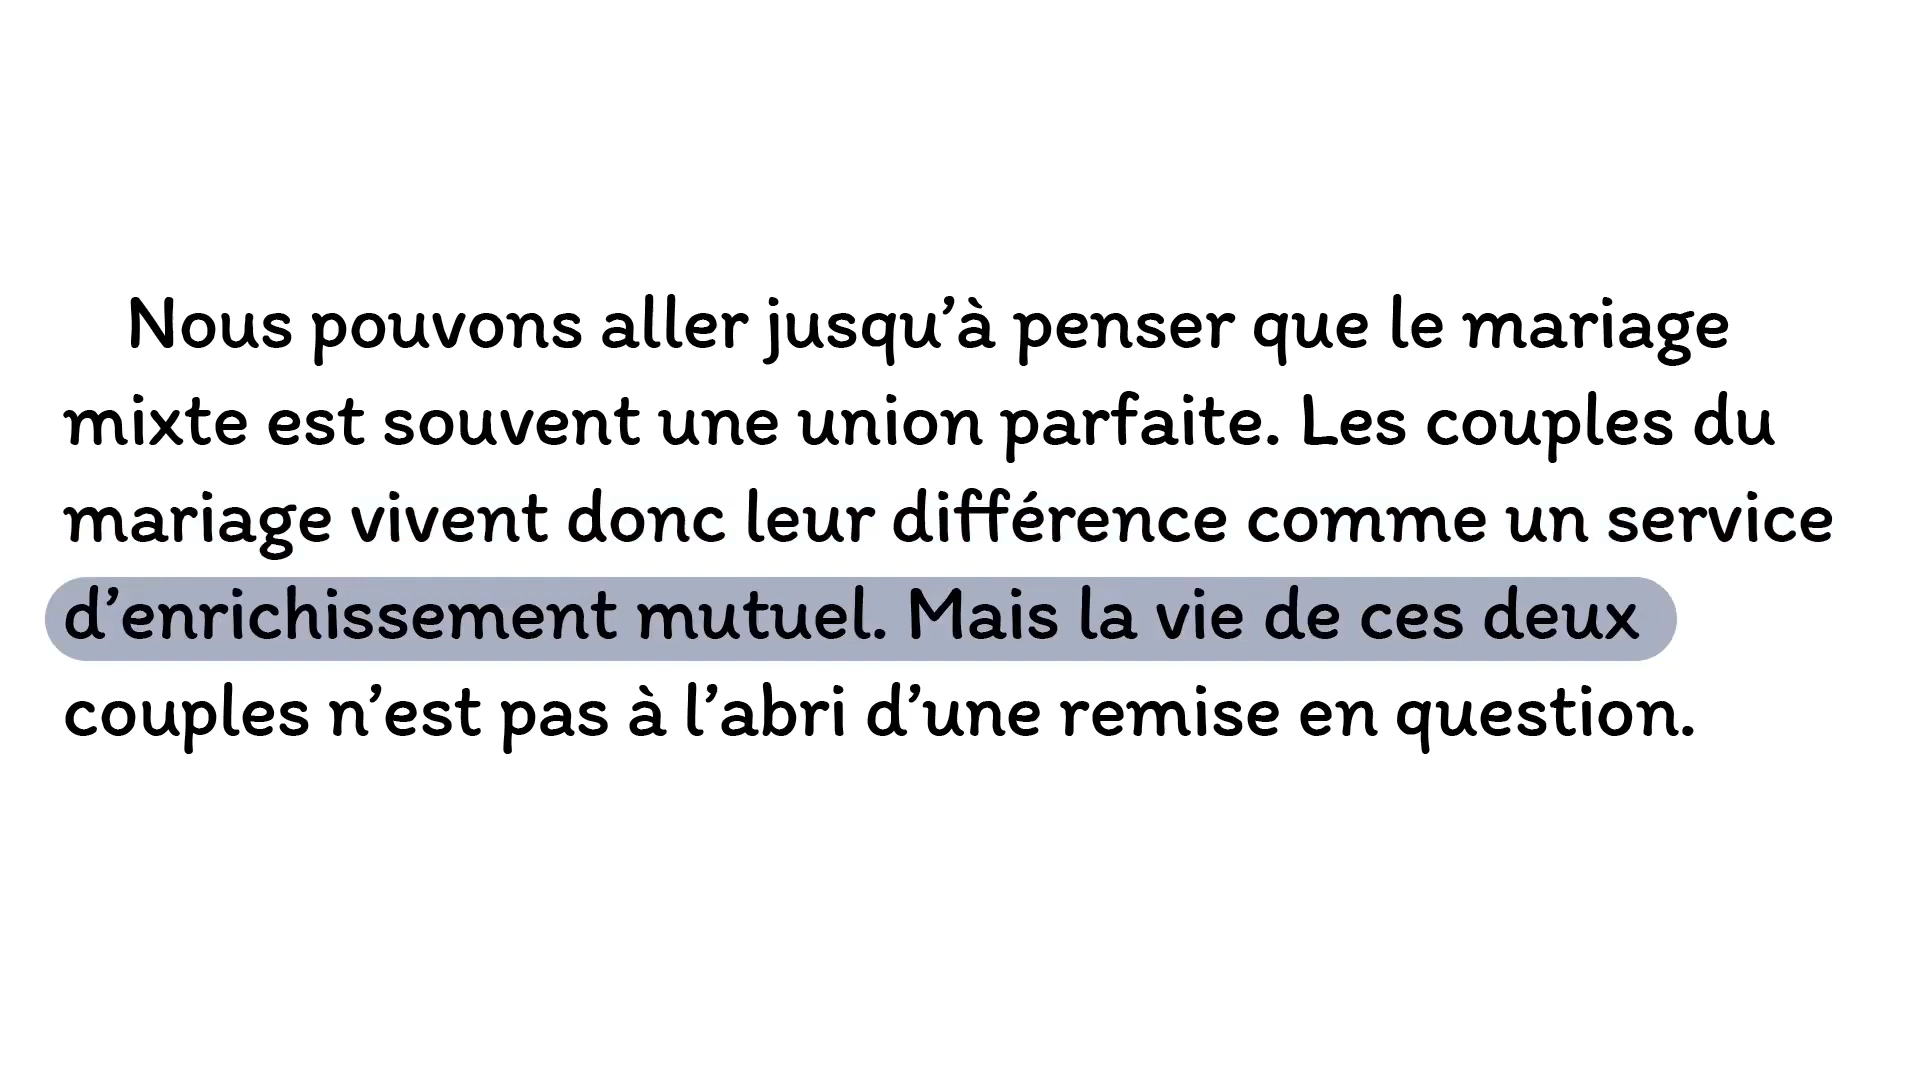 Nous pouvons aller jusqu’à penser que le mariage
mixte est souvent une union parfaite. Les couples du
mariage vivent donc leur différence comme un service
d’enrichissement mutuel. Mais la vie de ces deux
couples n’est pas à l’abri d’une remise en question.